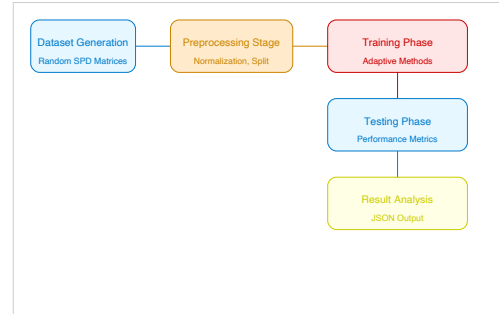 Dataset Generation
Random SPD Matrices
Preprocessing Stage
Normalization, Split
Training Phase
Adaptive Methods
Testing Phase
Performance Metrics
Result Analysis
JSON Output